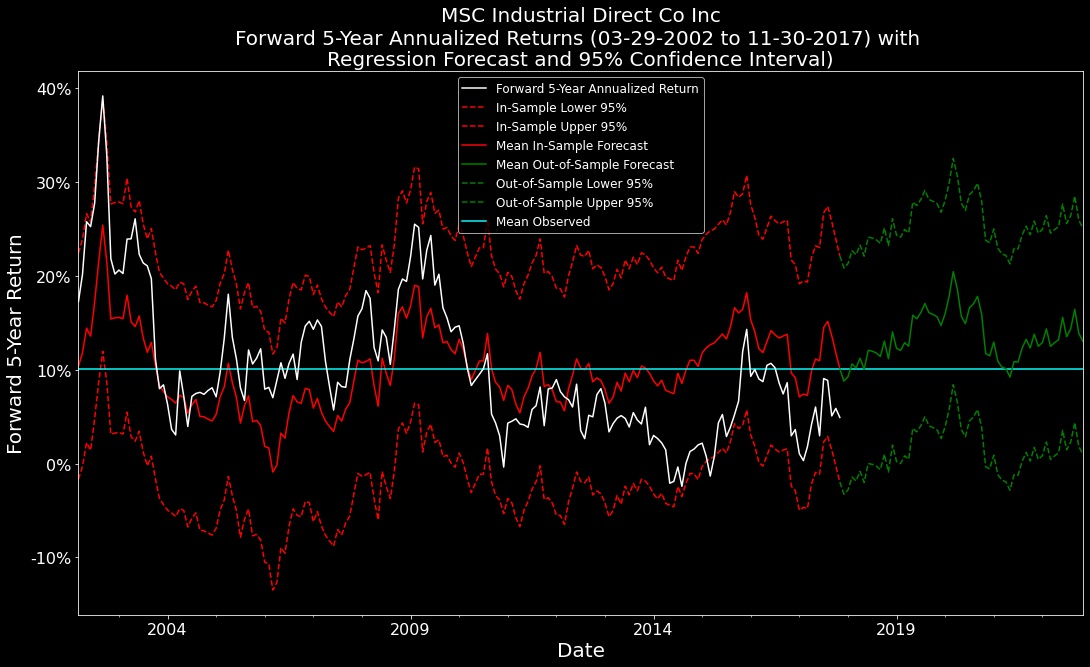 MSC Industrial Direct Co Inc
Forward 5-Year Annualized Returns (03-29-2002 to 11-30-2017) with
Regression Forecast and 95% Confidence Interval)
Forward 5-Year Annualized Return
In-Sample Lower 95%
In-Sample Upper 95%
Mean In-Sample Forecast
Mean Out-of-Sample Forecast
Out-of-Sample Lower 95%
Out-of-Sample Upper 95%
Mean Observed
Forward 5-Year Return
40%
30%
20%
10%
0%
-10%
2004
2009
2014
2019
Date